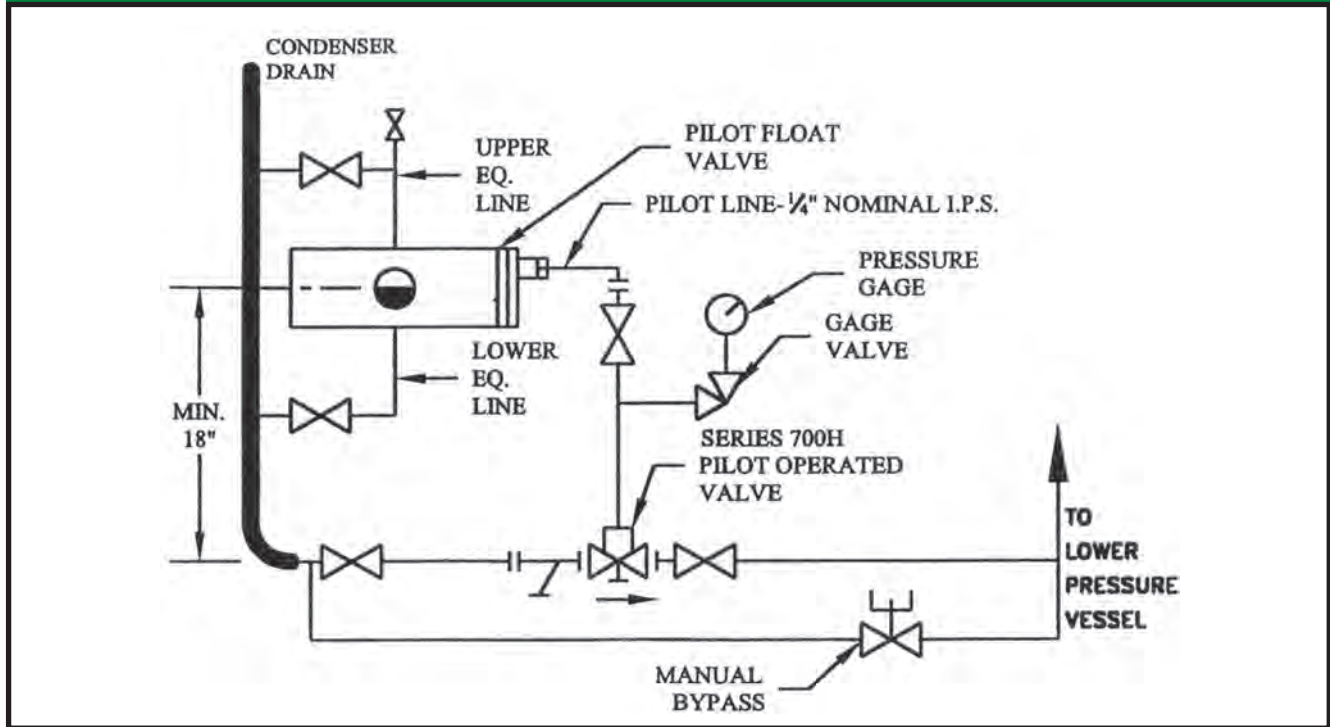 CONDENSER
DRAIN
UPPER
EQ.
LINE
PILOT FLOAT
VALVE
PILOT LINE-¼" NOMINAL I.P.S.
PRESSURE
GAGE
GAGE
VALVE
LOWER
EQ.
LINE
MIN.
18"
SERIES 700H
PILOT OPERATED
VALVE
TO
LOWER
PRESSURE
VESSEL
MANUAL
BYPASS